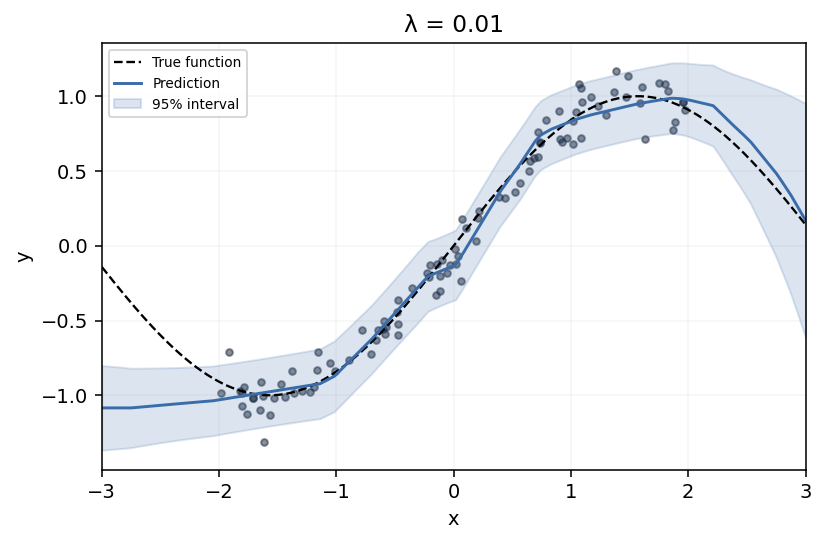 λ = 0.01
True function
Prediction
95% interval
y
1.0
0.5
0.0
−0.5
−1.0
−3 −2 −1 0 1 2 3
x